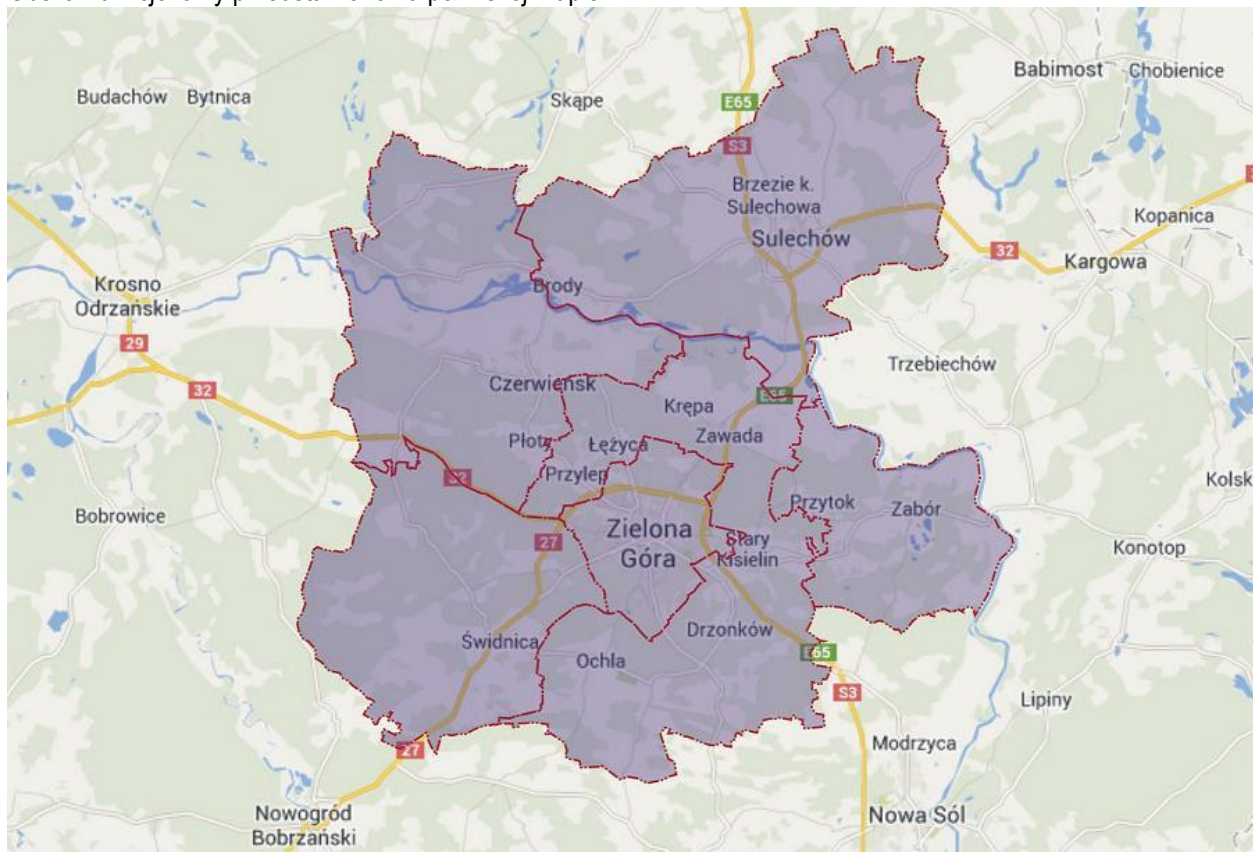 Babimost
Chobienice
Budachów
Bytnica
Skąpe
E65
S3
Brzezie k.
Sulechowa
Kopanica
Sulechów
32
Kargowa
Krosno
Odrzańskie
Brody
29
Trzebiechów
Czerwieńsk
32
E65
Krępa
Płoty
Łężyca
Zawada
Przylep
32
Kolsk
Bobrowice
Przytok
Zabór
Zielona
Góra
27
Stary
Kisielin
Konotop
Drzonków
Świdnica
Ochla
E65
S3
Lipiny
Modrzyca
27
Nowogród
Bobrzański
Nowa Sól